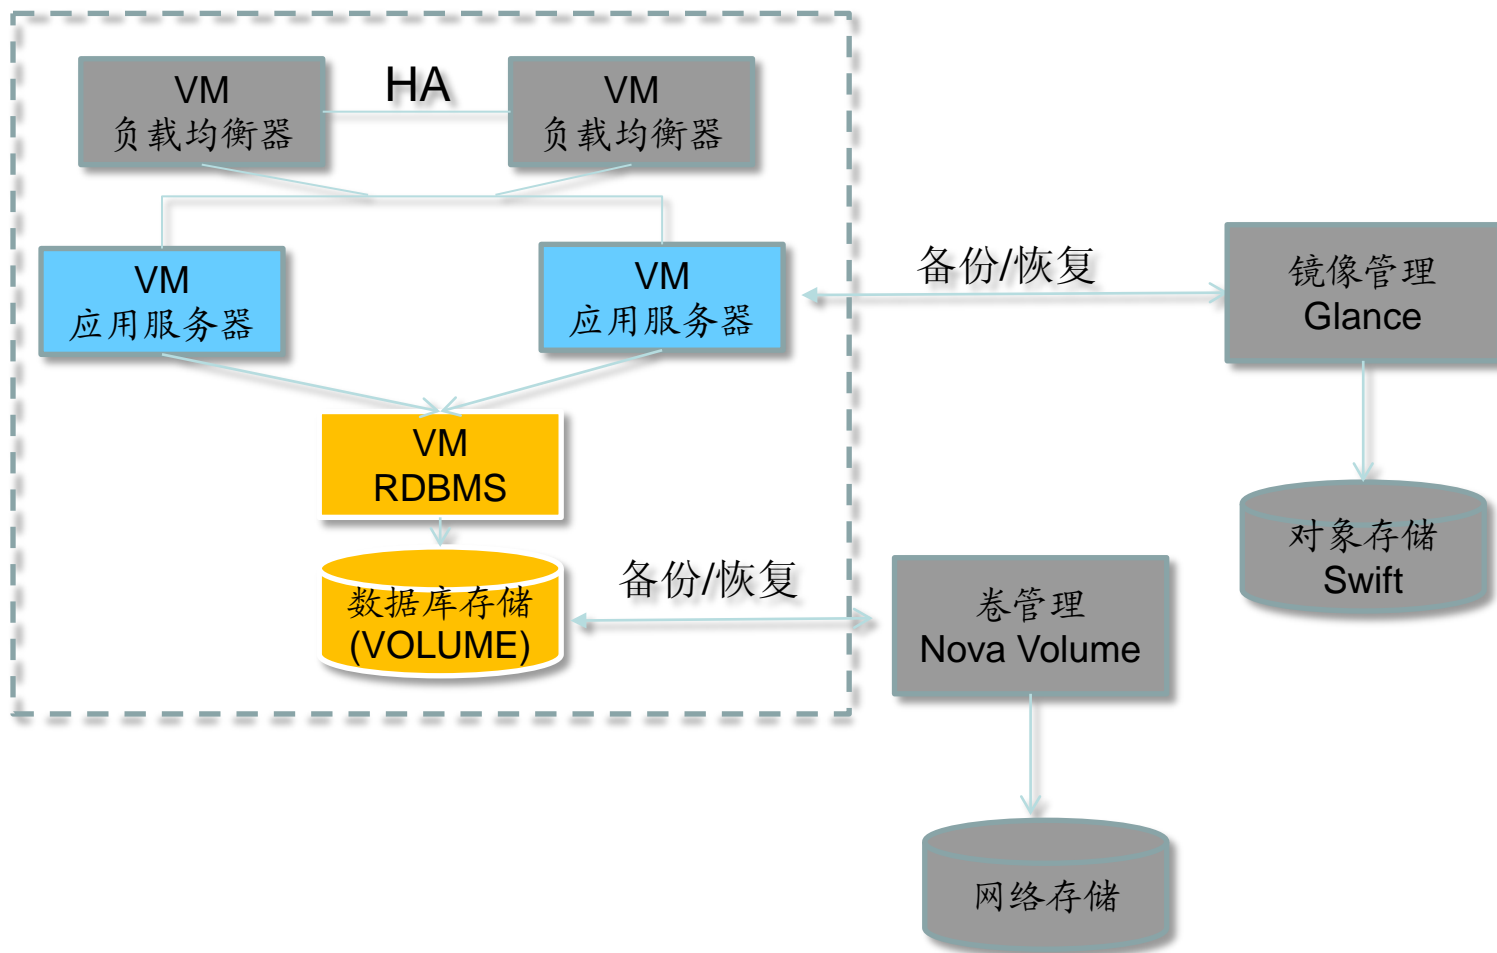 VM
负载均衡器
HA
VM
负载均衡器
VM
应用服务器
VM
应用服务器
备份/恢复
镜像管理
Glance
VM
RDBMS
对象存储
Swift
数据库存储
(VOLUME)
备份/恢复
卷管理
Nova Volume
网络存储